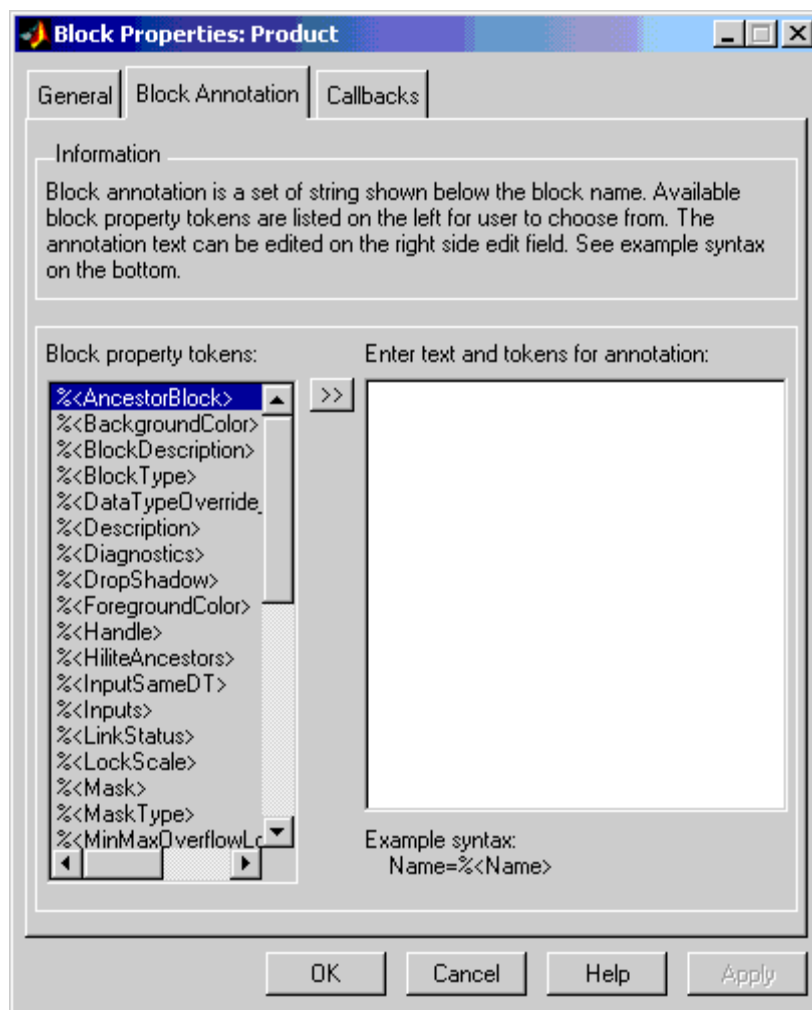 Block Properties: Product
General Block Annotation Callbacks
Information
Block annotation is a set of string shown below the block name. Available
block property tokens are listed on the left for user to choose from. The
annotation text can be edited on the right side edit field. See example syntax
on the bottom.
Block property tokens:
%<AncestorBlock>
%<BackgroundColor>
%<BlockDescription>
%<BlockType>
%<DataTypeOverride_
%<Description>
%<Diagnostics>
%<DropShadow>
%<ForegroundColor>
%<Handle>
%<HiliteAncestors>
%<InputSameDT>
%<Inputs>
%<LinkStatus>
%<LockScale>
%<Mask>
%<MaskType>
%<MinMaxOverflowLo
>>
Enter text and tokens for annotation:
Example syntax:
Name=%<Name>
OK Cancel Help Apply